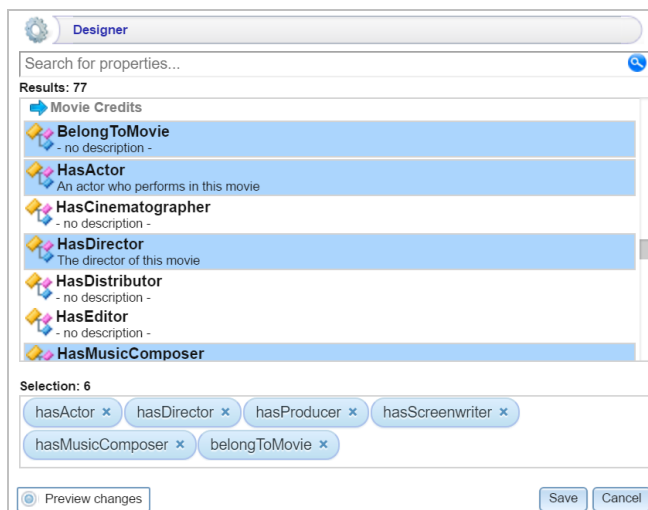 Designer
Search for properties...
Results: 77
Movie Credits
BelongToMovie
- no description -
HasActor
An actor who performs in this movie
HasCinematographer
- no description -
HasDirector
The director of this movie
HasDistributor
- no description -
HasEditor
- no description -
HasMusicComposer
Selection: 6
hasActor × hasDirector × hasProducer × hasScreenwriter ×
hasMusicComposer × belongToMovie ×
Preview changes Save Cancel